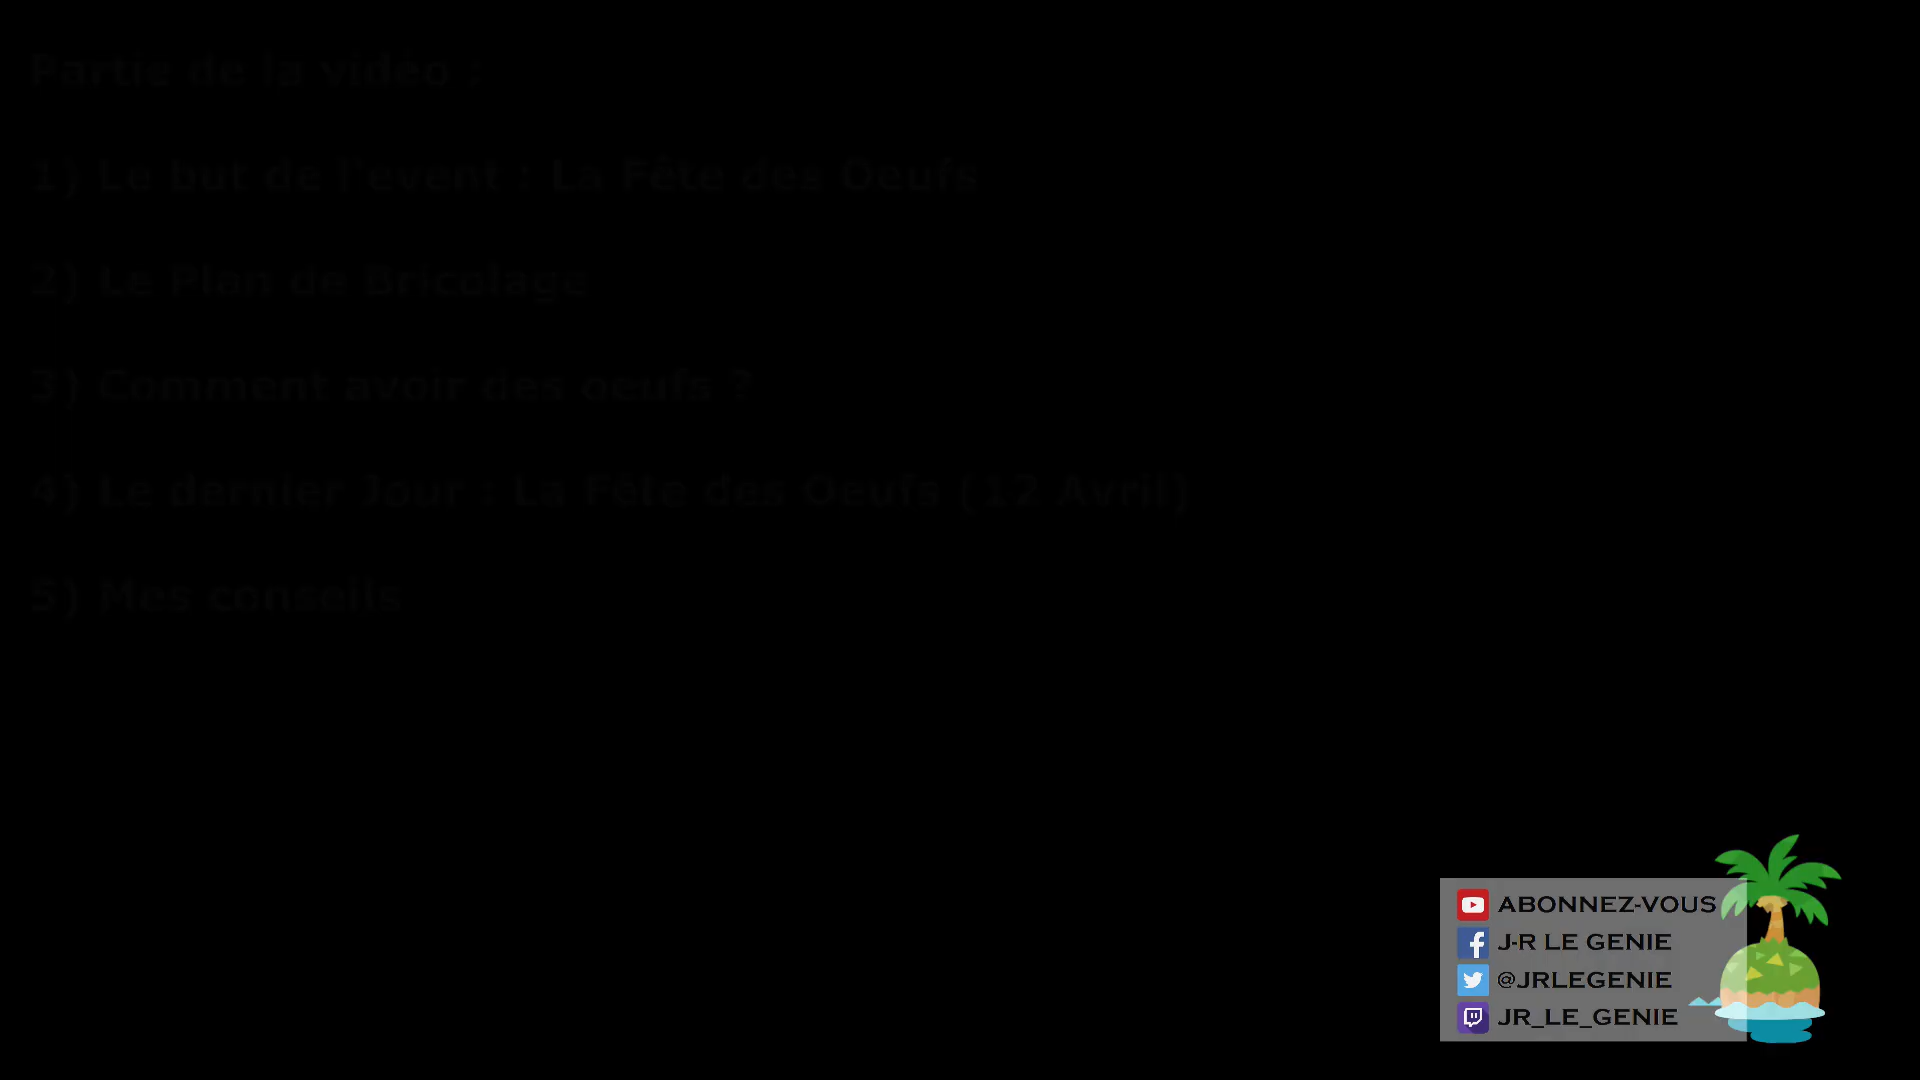 Partie de la vidéo :
1) Le but de l'event : La Fête des Oeufs
2) Le Plan de Bricolage
3) Comment avoir des oeufs ?
4) Le dernier Jour : La Fête des Oeufs (12 Avril)
5) Mes conseils
ABONNEZ-VOUS
J-R LE GENIE
@JRLEGENIE
JR_LE_GENIE